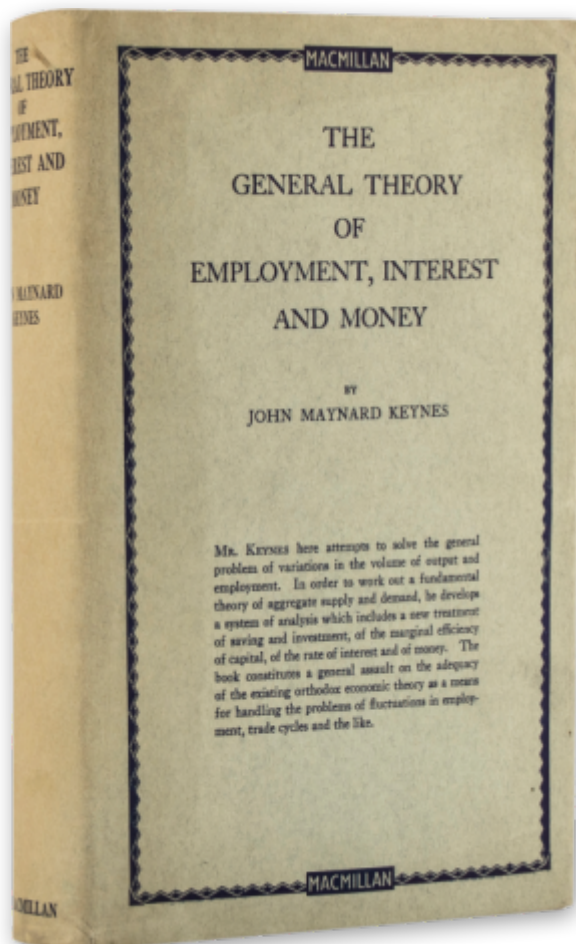 THE
THEORY
OF
REST AND
MAYNARD
MACMILLAN
THE
GENERAL THEORY
OF
EMPLOYMENT, INTEREST
AND MONEY
BY
JOHN MAYNARD KEYNES
MR. KEYNES here attempts to solve the general
problem of variations in the volume of output and
employment. In order to work out a fundamental
theory of aggregate supply and demand, he develops
a system of analysis which includes a new treatment
of saving and investment, of the marginal efficiency
of capital, of the rate of interest and of money. The
book constitutes a general assault on the adequacy
of the existing orthodox economic theory as a means
for handling the problems of fluctuations in employ-
ment, trade cycles and the like.
MACMILLAN